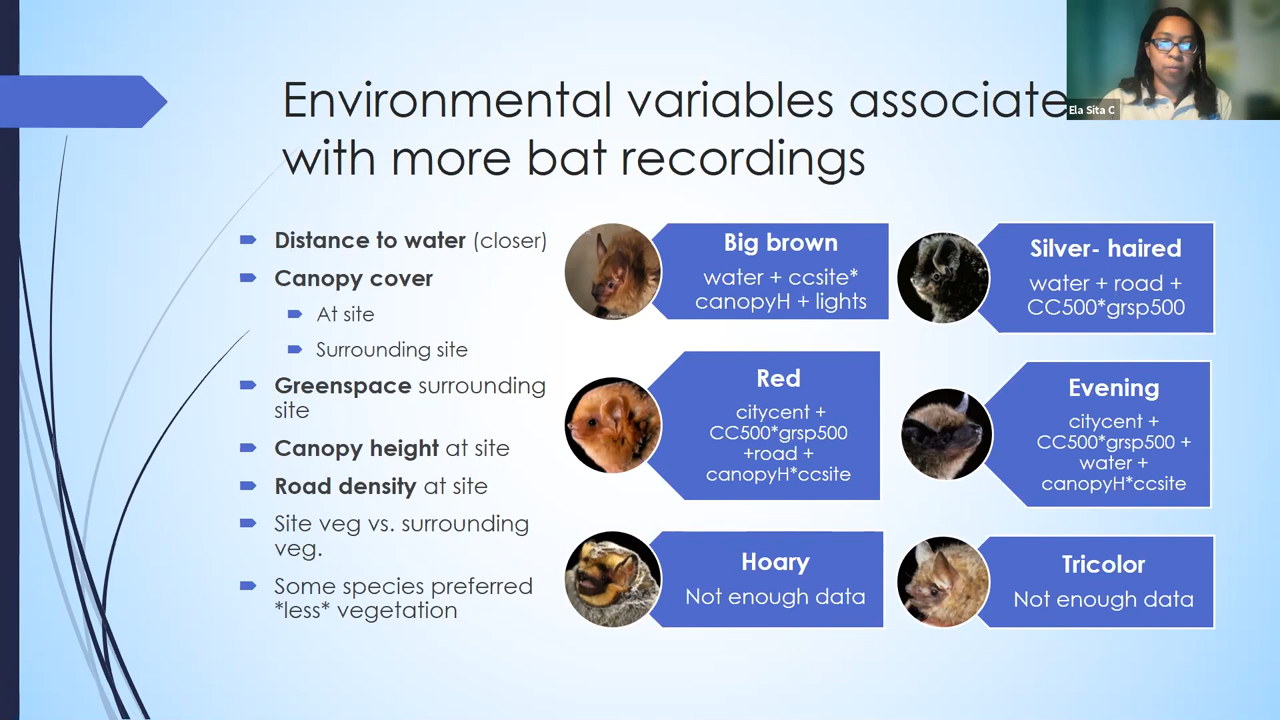 Environmental variables associate
with more bat recordings
Ela Sita C
Distance to water (closer)
Canopy cover
At site
Surrounding site
Greenspace surrounding
site
Canopy height at site
Road density at site
Site veg vs. surrounding
veg.
Some species preferred
*less* vegetation
Big brown
water + ccsite*
canopyH + lights
Silver- haired
water + road +
CC500*grsp500
Red
citycent +
CC500*grsp500
+road +
canopyH*ccsite
Evening
citycent +
CC500*grsp500 +
water +
canopyH*ccsite
Hoary
Not enough data
Tricolor
Not enough data